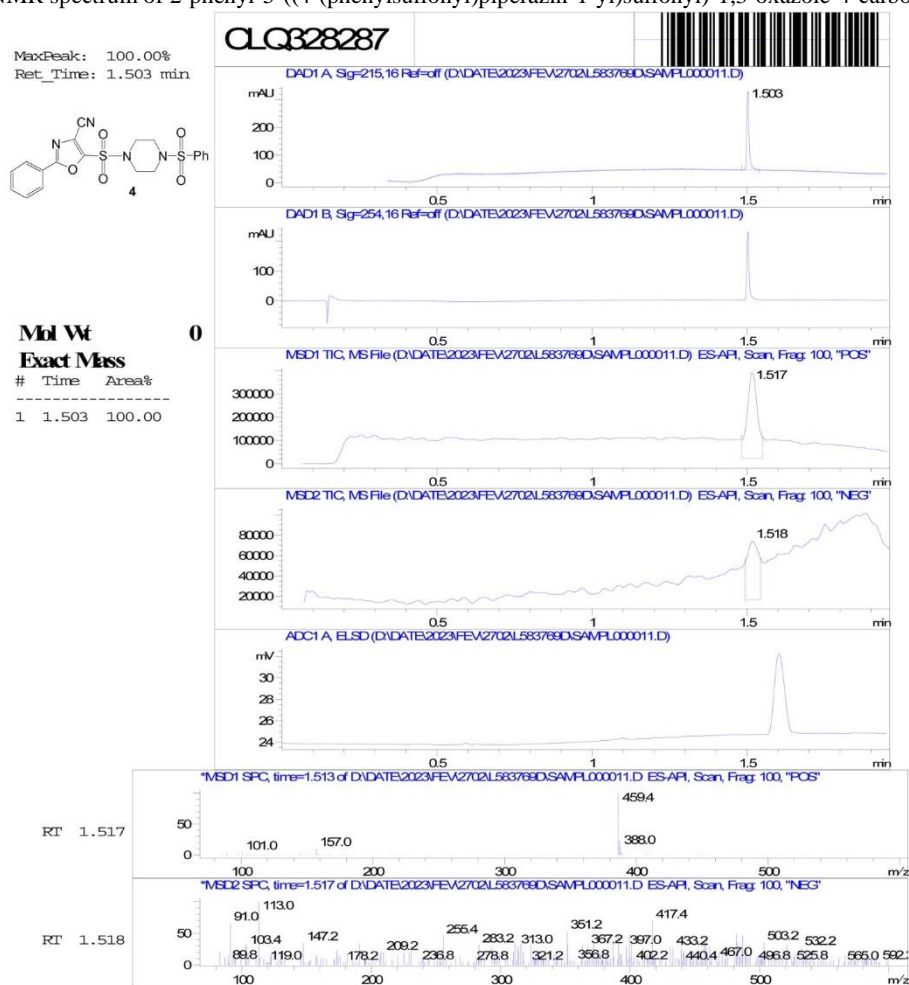 NMR spectrum of 2-phenyl-5-((4-(phenylsulfonyl)piperazin-1-yl)sulfonyl)-1,3-oxazole-4-carbo
CLQ328287
MaxPeak: 100.00%
Ret_Time: 1.503 min
DAD1 A, Sig=215,16 Ref=off (D:\DATE\2023\FEV\2702\L583769D\SAMPL000011.D)
mAU
1.503
200
100
0
0.5
1
1.5
min
CN
N
O
O
O
S
N
N
S
Ph
O
O
4
DAD1 B, Sig=254,16 Ref=off (D:\DATE\2023\FEV\2702\L583769D\SAMPL000011.D)
mAU
100
0
0.5
1
1.5
min
Mol Wt 0
Exact Mass
# Time Area%
-----------------
1 1.503 100.00
MSD1 TIC, MS File (D:\DATE\2023\FEV\2702\L583769D\SAMPL000011.D) ES-API, Scan, Frag: 100, "POS"
1.517
300000
200000
100000
0
0.5
1
1.5
min
MSD2 TIC, MS File (D:\DATE\2023\FEV\2702\L583769D\SAMPL000011.D) ES-API, Scan, Frag: 100, "NEG"
1.518
80000
60000
40000
20000
0.5
1
1.5
min
ADC1 A, ELSD (D:\DATE\2023\FEV\2702\L583769D\SAMPL000011.D)
mV
30
28
26
24
0.5
1
1.5
min
*MSD1 SPC, time=1.513 of D:\DATE\2023\FEV\2702\L583769D\SAMPL000011.D ES-API, Scan, Frag: 100, "POS"
RT 1.517
50
0
101.0
157.0
459.4
388.0
100
200
300
400
500
m/z
*MSD2 SPC, time=1.517 of D:\DATE\2023\FEV\2702\L583769D\SAMPL000011.D ES-API, Scan, Frag: 100, "NEG"
RT 1.518
50
0
91.0
113.0
103.4
89.8
119.0
147.2
178.2
209.2
236.8
255.4
283.2
278.8
313.0
321.2
351.2
356.8
367.2
397.0
402.2
417.4
433.2
440.4
467.0
503.2
496.8
532.2
525.8
565.0
592.2
100
200
300
400
500
m/z